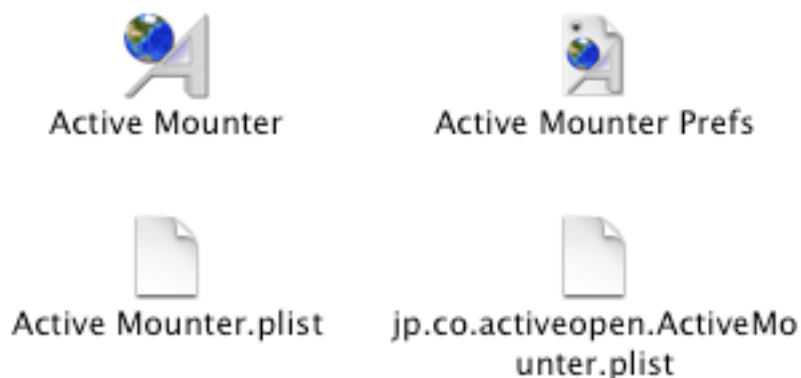 Active Mounter
Active Mounter Prefs
Active Mounter.plist
jp.co.activeopen.ActiveMo
unter.plist